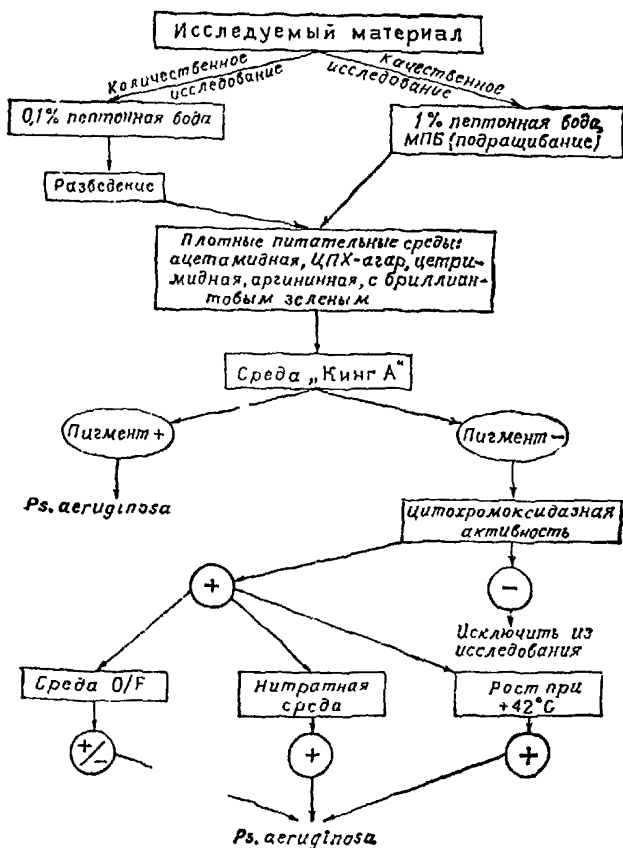 Исследуемый материал
Количественное
исследование
Качественное
исследование
0,1% пептонная вода
1% пептонная вода,
МПБ (подращивание)
Разведение
Плотные питательные среды:
ацетамидная, ЦПХ-агар, цетри-
мидная, аргининная, с бриллиан-
товым зеленым
Среда „Кинг А"
Пигмент +
Пигмент −
Ps. aeruginosa
Цитохромоксидазная
активность
+
−
Исключить из
исследования
Среда O/F
Нитратная
среда
Рост при
+42°С
+/−
+
+
Ps. aeruginosa